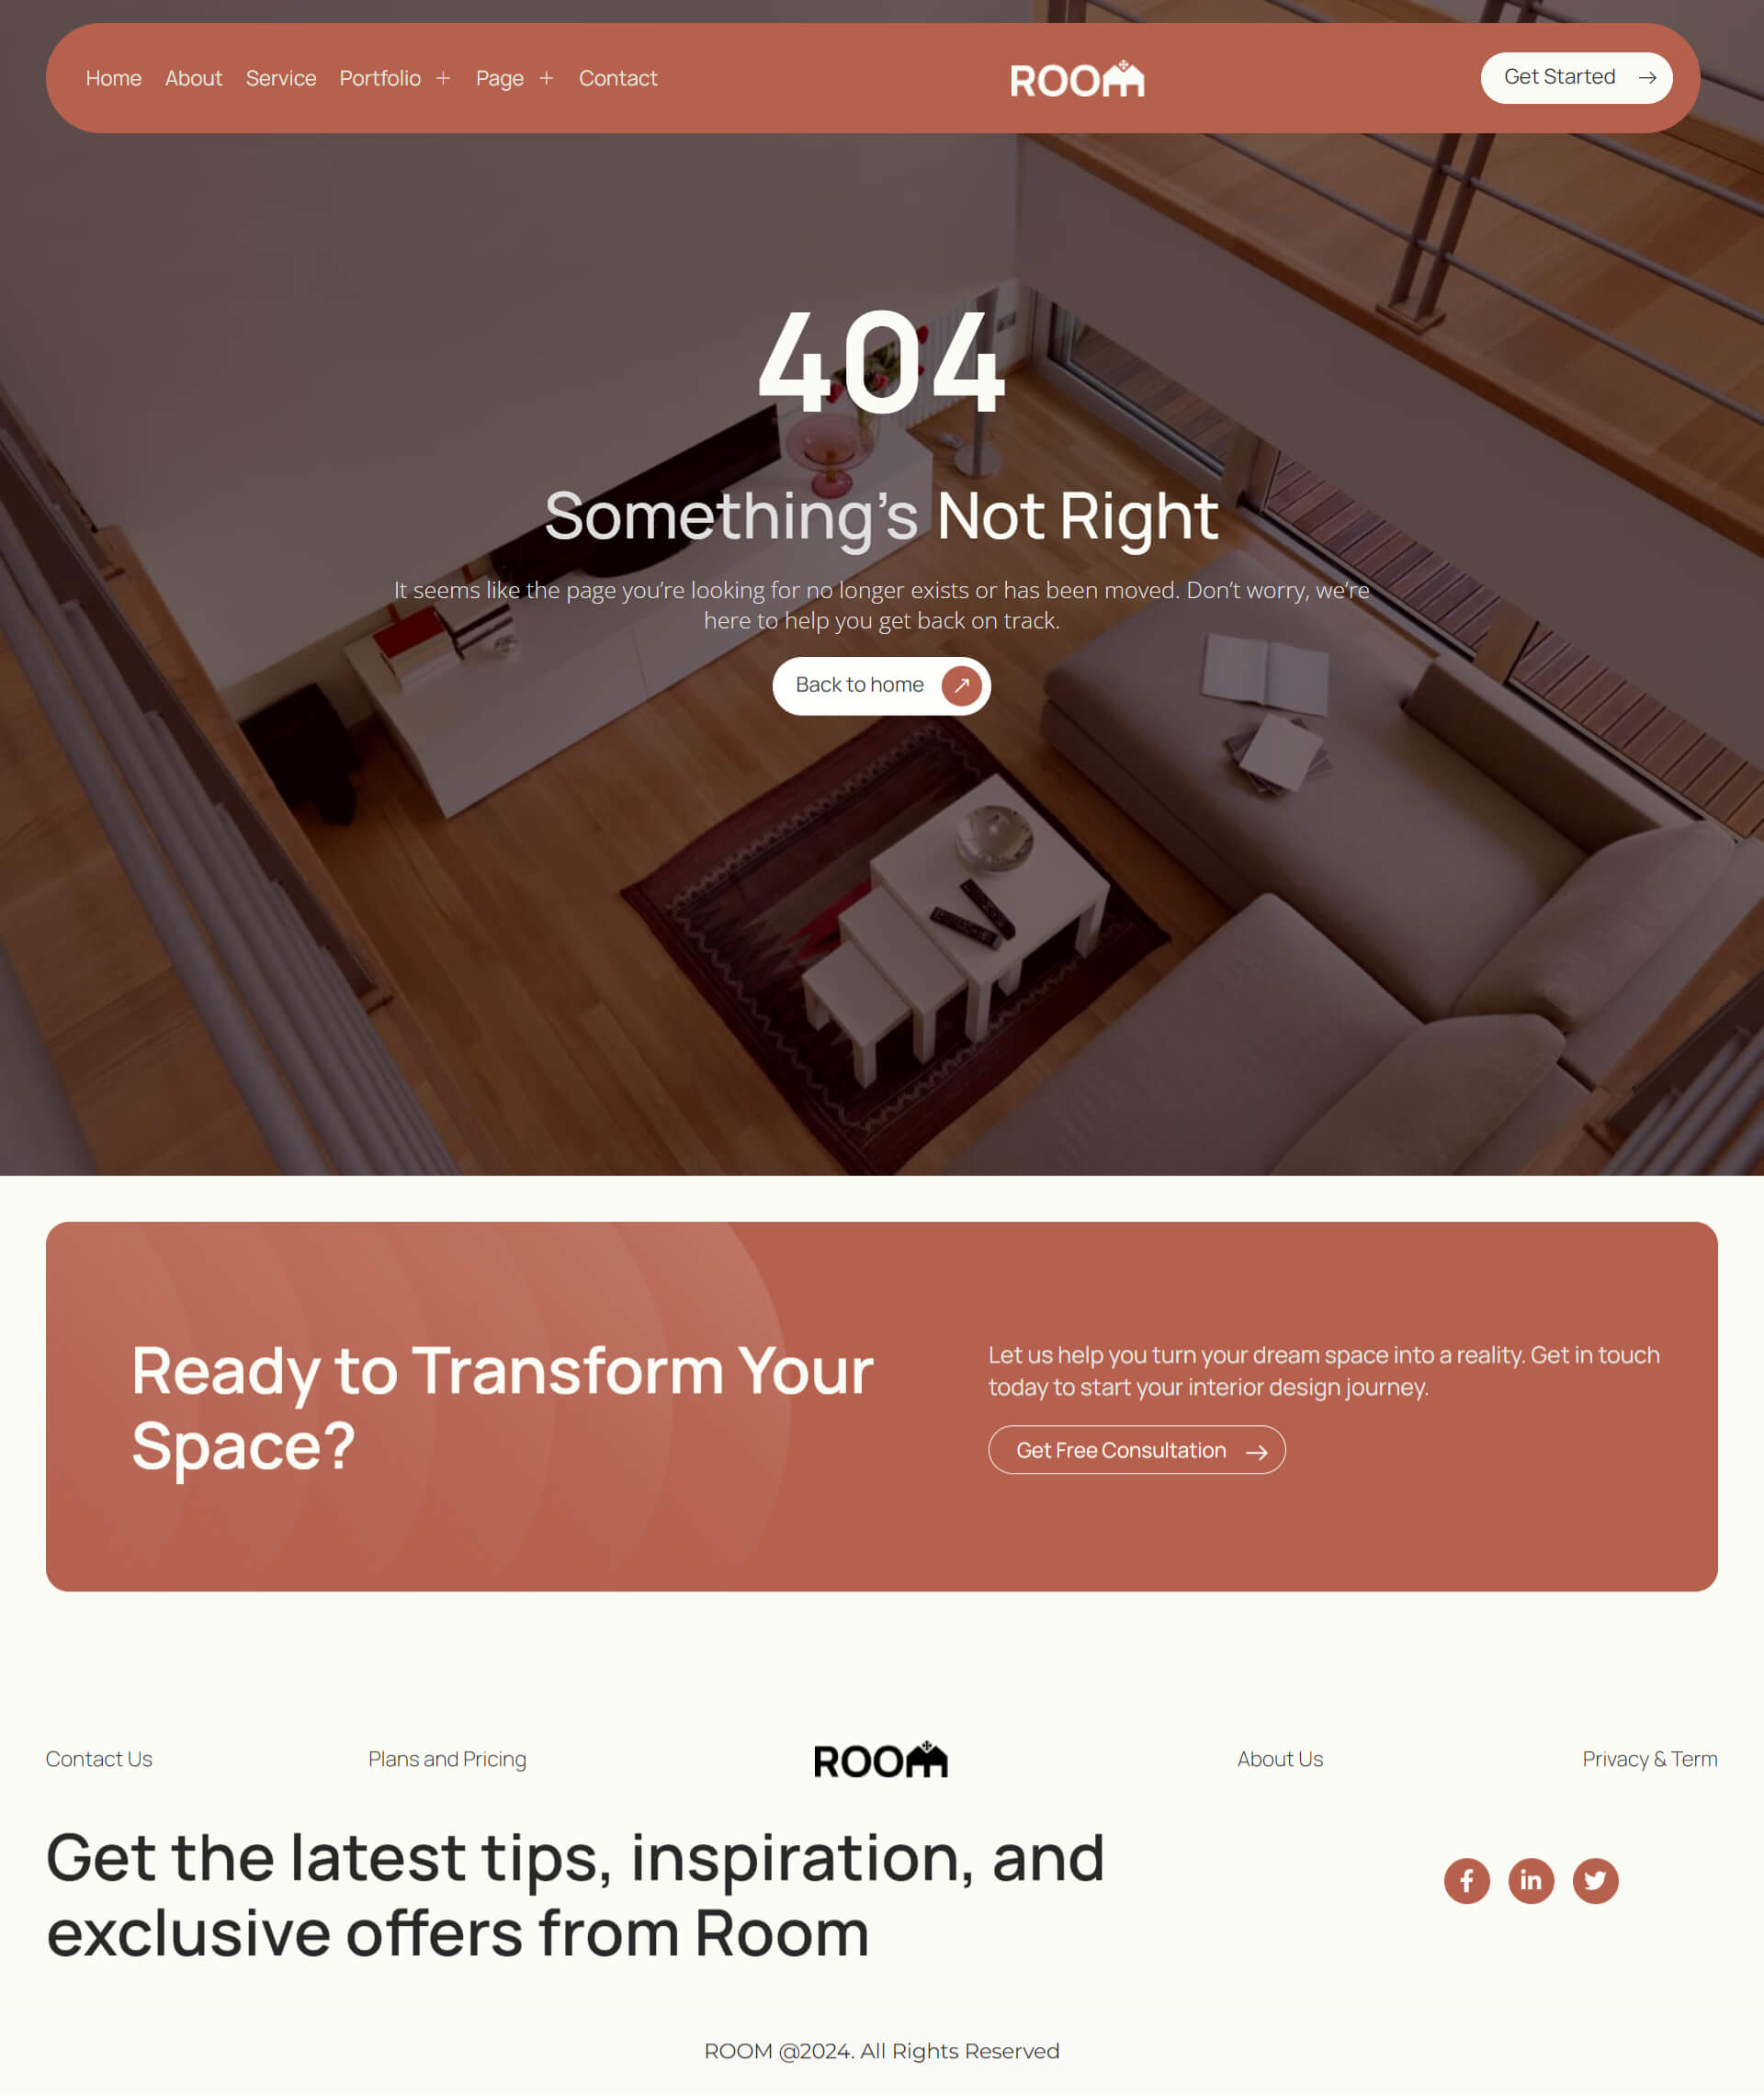 Home About Service Portfolio + Page + Contact ROOM Get Started →
404
Something’s Not Right
It seems like the page you’re looking for no longer exists or has been moved. Don’t worry, we’re
here to help you get back on track.
Back to home ↗
Ready to Transform Your
Space?
Let us help you turn your dream space into a reality. Get in touch
today to start your interior design journey.
Get Free Consultation →
Contact Us Plans and Pricing ROOM About Us Privacy & Term
Get the latest tips, inspiration, and
exclusive offers from Room
ROOM @2024. All Rights Reserved